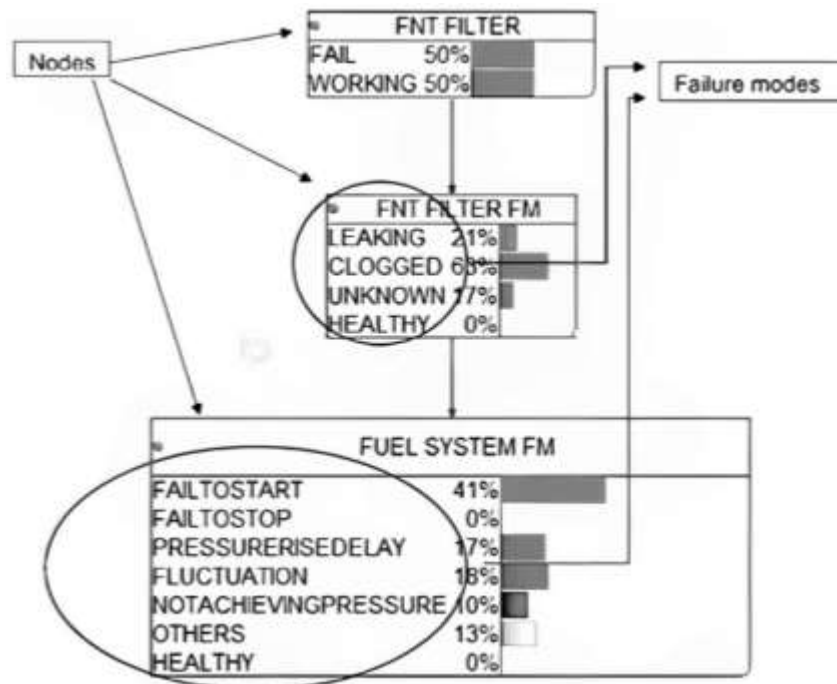 FNT FILTER
FAIL 50%
WORKING 50%
Nodes
Failure modes
FNT FILTER FM
LEAKING 21%
CLOGGED 63%
UNKNOWN 17%
HEALTHY 0%
FUEL SYSTEM FM
FAILTOSTART 41%
FAILTOSTOP 0%
PRESSURERISEDELAY 17%
FLUCTUATION 18%
NOTACHIEVINGPRESSURE 10%
OTHERS 13%
HEALTHY 0%